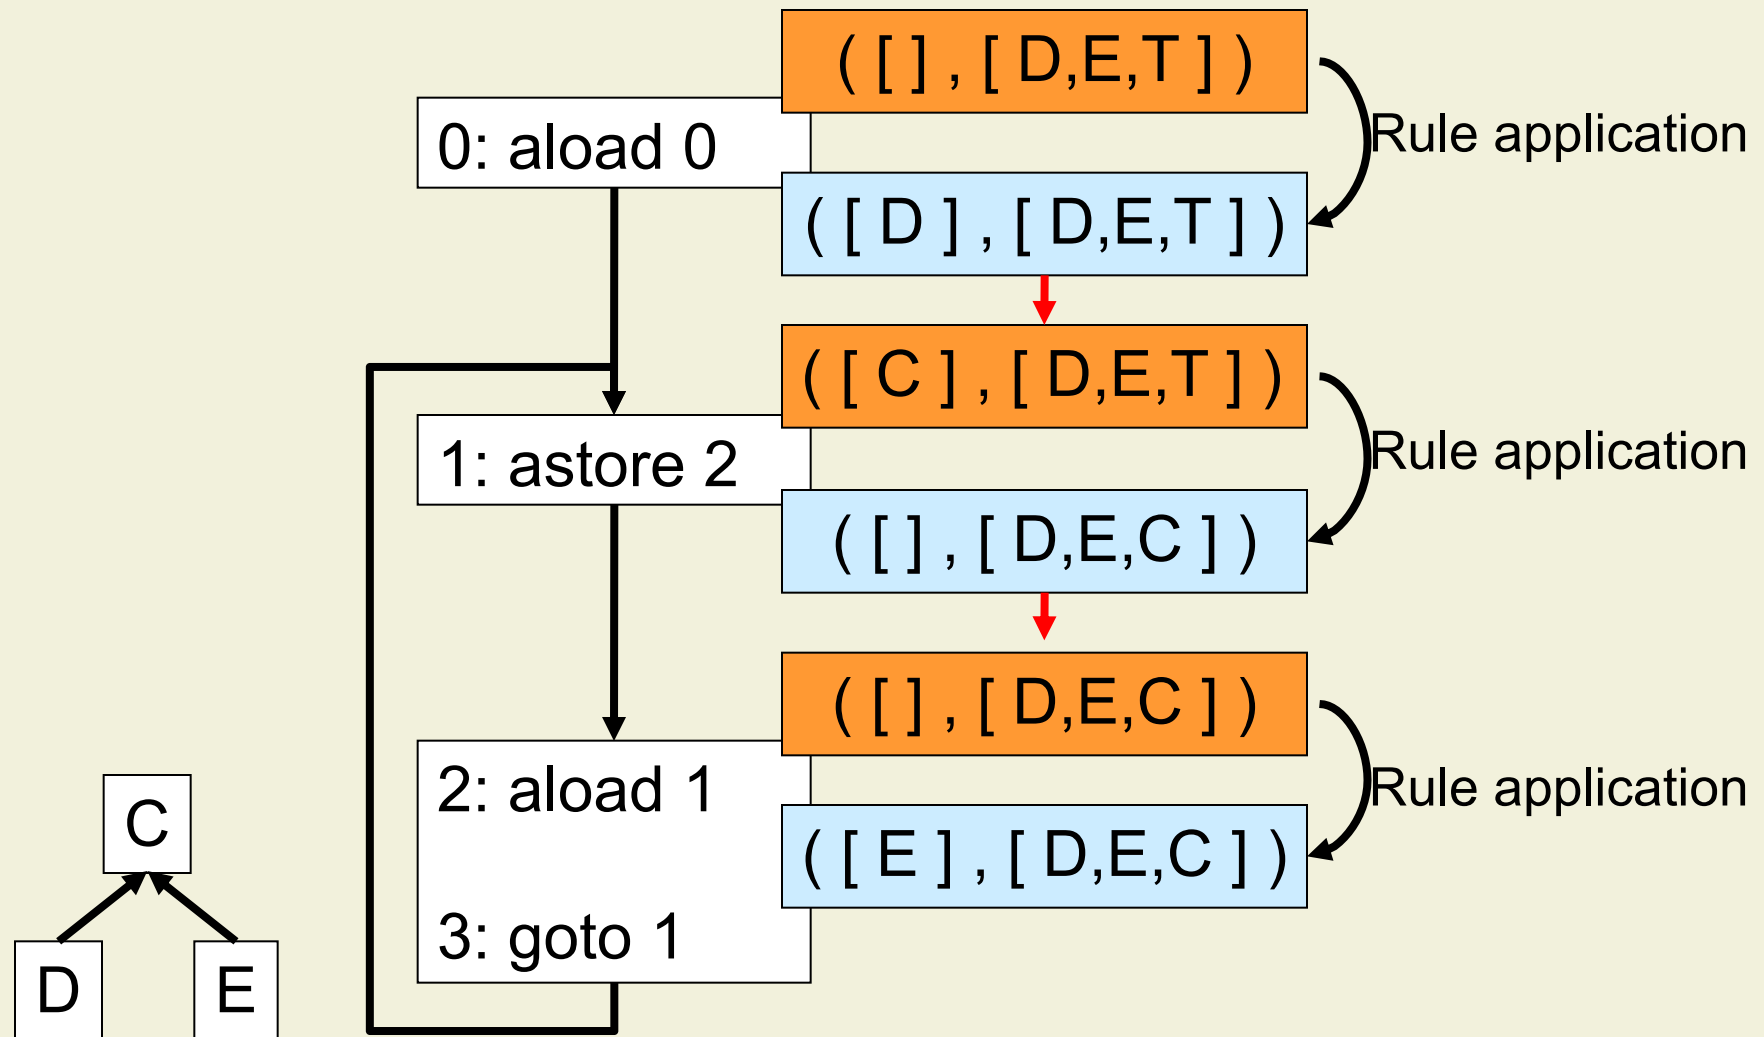 ( [ ] , [ D,E,T ] )
0: aload 0
Rule application
( [ D ] , [ D,E,T ] )
( [ C ] , [ D,E,T ] )
1: astore 2
Rule application
( [ ] , [ D,E,C ] )
( [ ] , [ D,E,C ] )
2: aload 1
Rule application
( [ E ] , [ D,E,C ] )
3: goto 1
C
D E